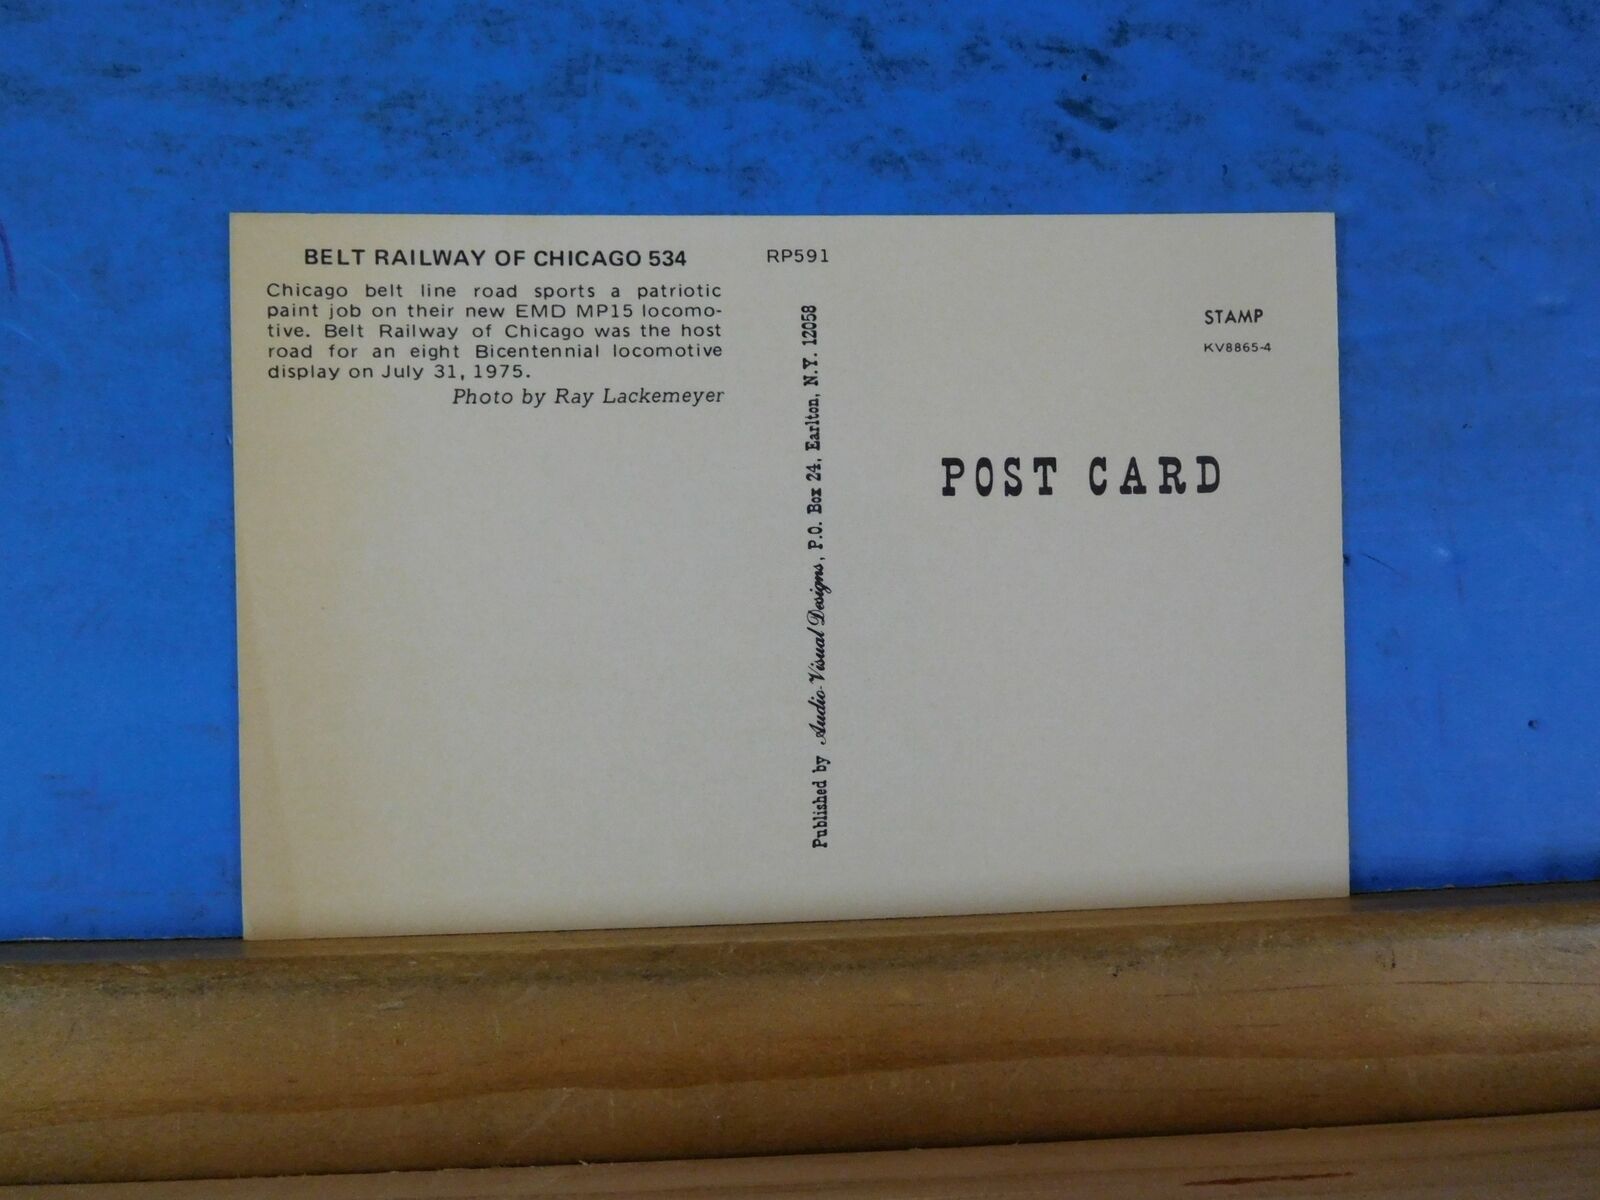 BELT RAILWAY OF CHICAGO 534
RP591
Chicago belt line road sports a patriotic
paint job on their new EMD MP15 locomo-
tive. Belt Railway of Chicago was the host
road for an eight Bicentennial locomotive
display on July 31, 1975.
Photo by Ray Lackemeyer
Published by Audio-Visual Designs, P.O. Box 24, Earlton, N.Y. 12058
STAMP
KV8865-4
POST CARD